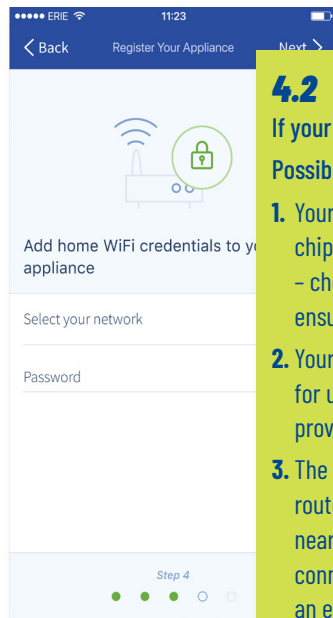 ERIE 11:23
Back Register Your Appliance Next
Add home WiFi credentials to
appliance
Select your network
Password
Step 4
4.2
If your
Possib
1. Your
chip
– ch
ensu
2. Your
for u
prov
3. The
rout
near
conn
an e